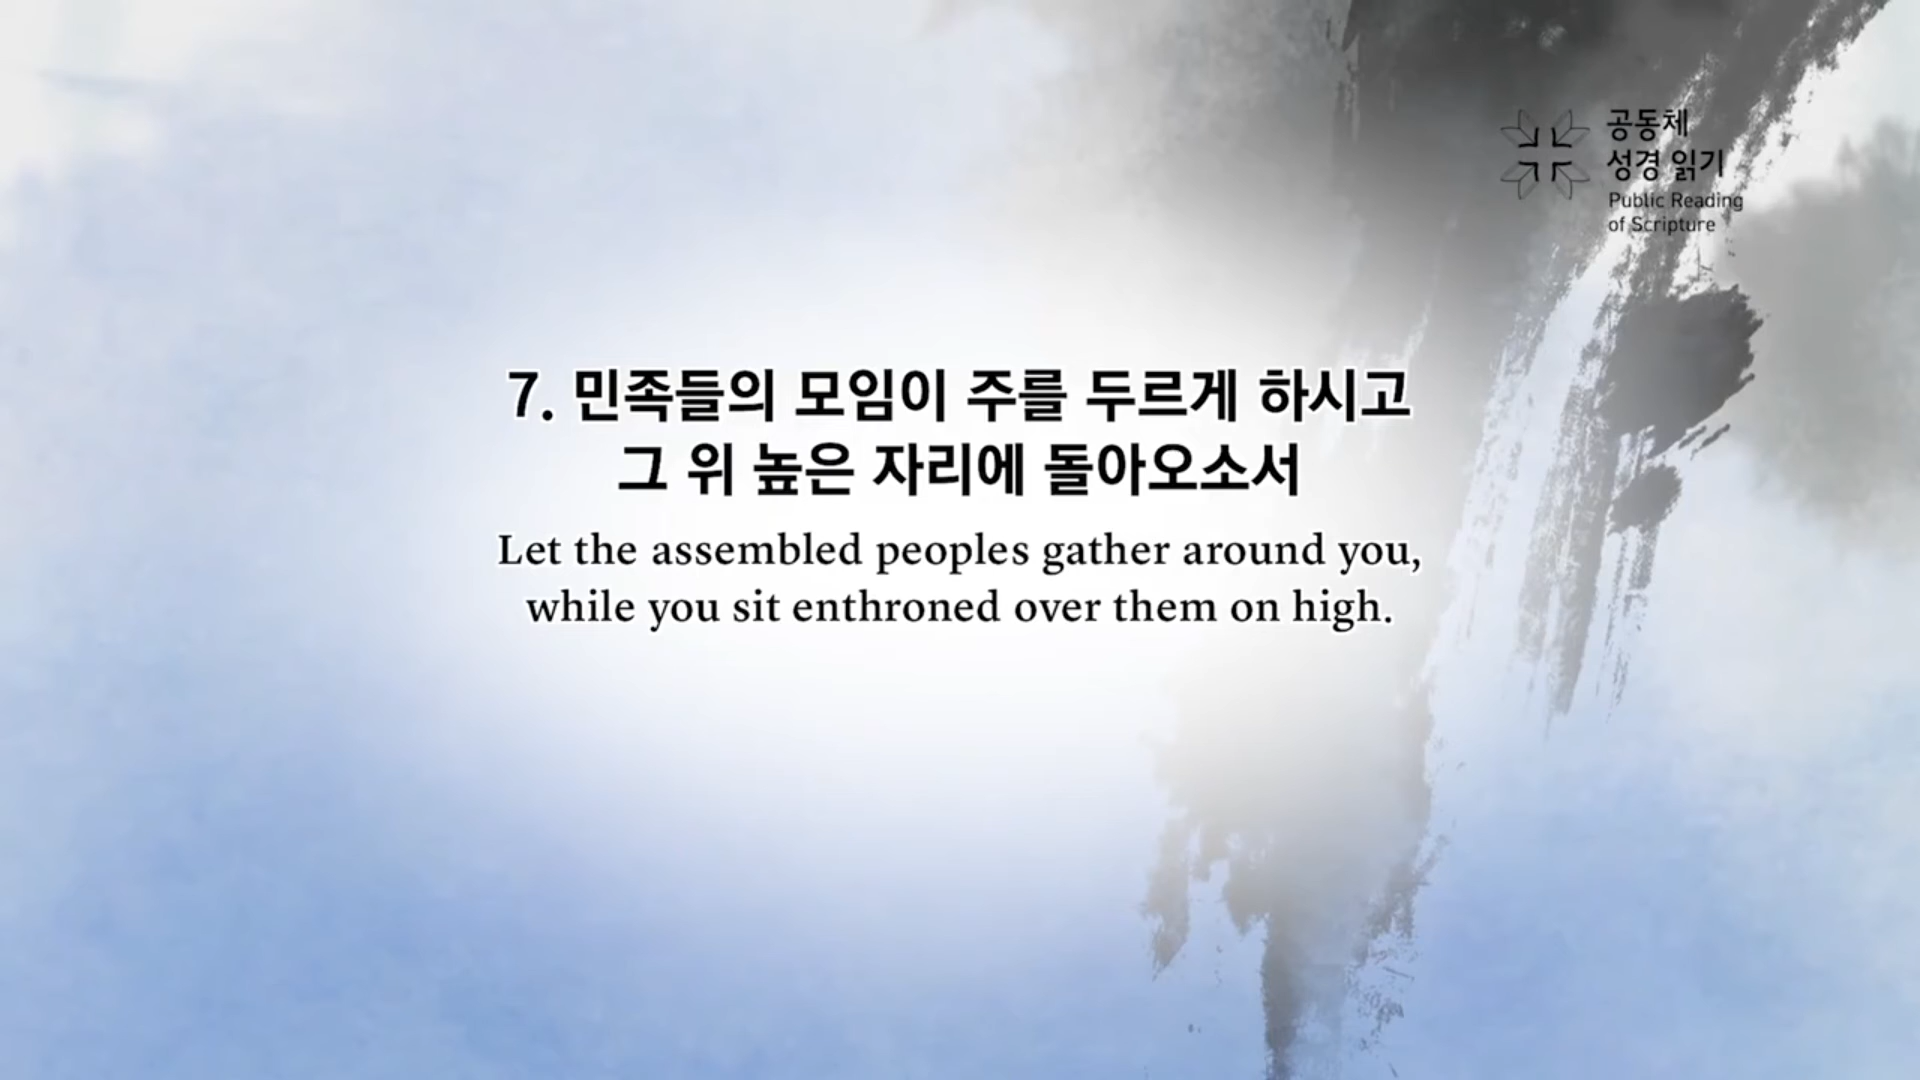 공동체
성경 읽기
Public Reading
of Scripture
7. 민족들의 모임이 주를 두르게 하시고
그 위 높은 자리에 돌아오소서
Let the assembled peoples gather around you,
while you sit enthroned over them on high.